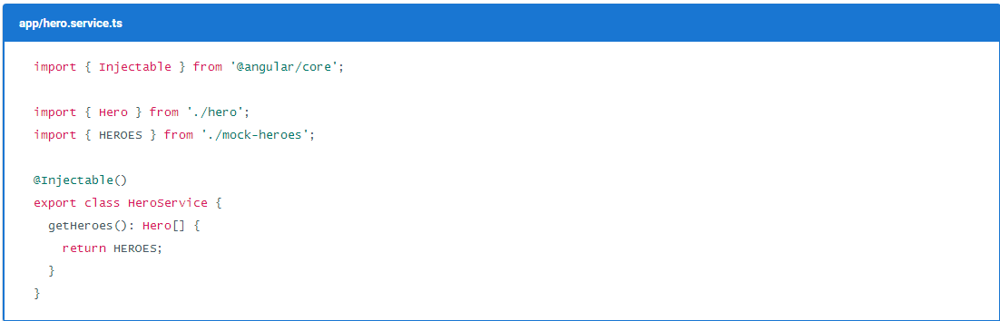 app/hero.service.ts
import { Injectable } from '@angular/core';
import { Hero } from './hero';
import { HEROES } from './mock-heroes';
@Injectable()
export class HeroService {
getHeroes(): Hero[] {
return HEROES;
}
}